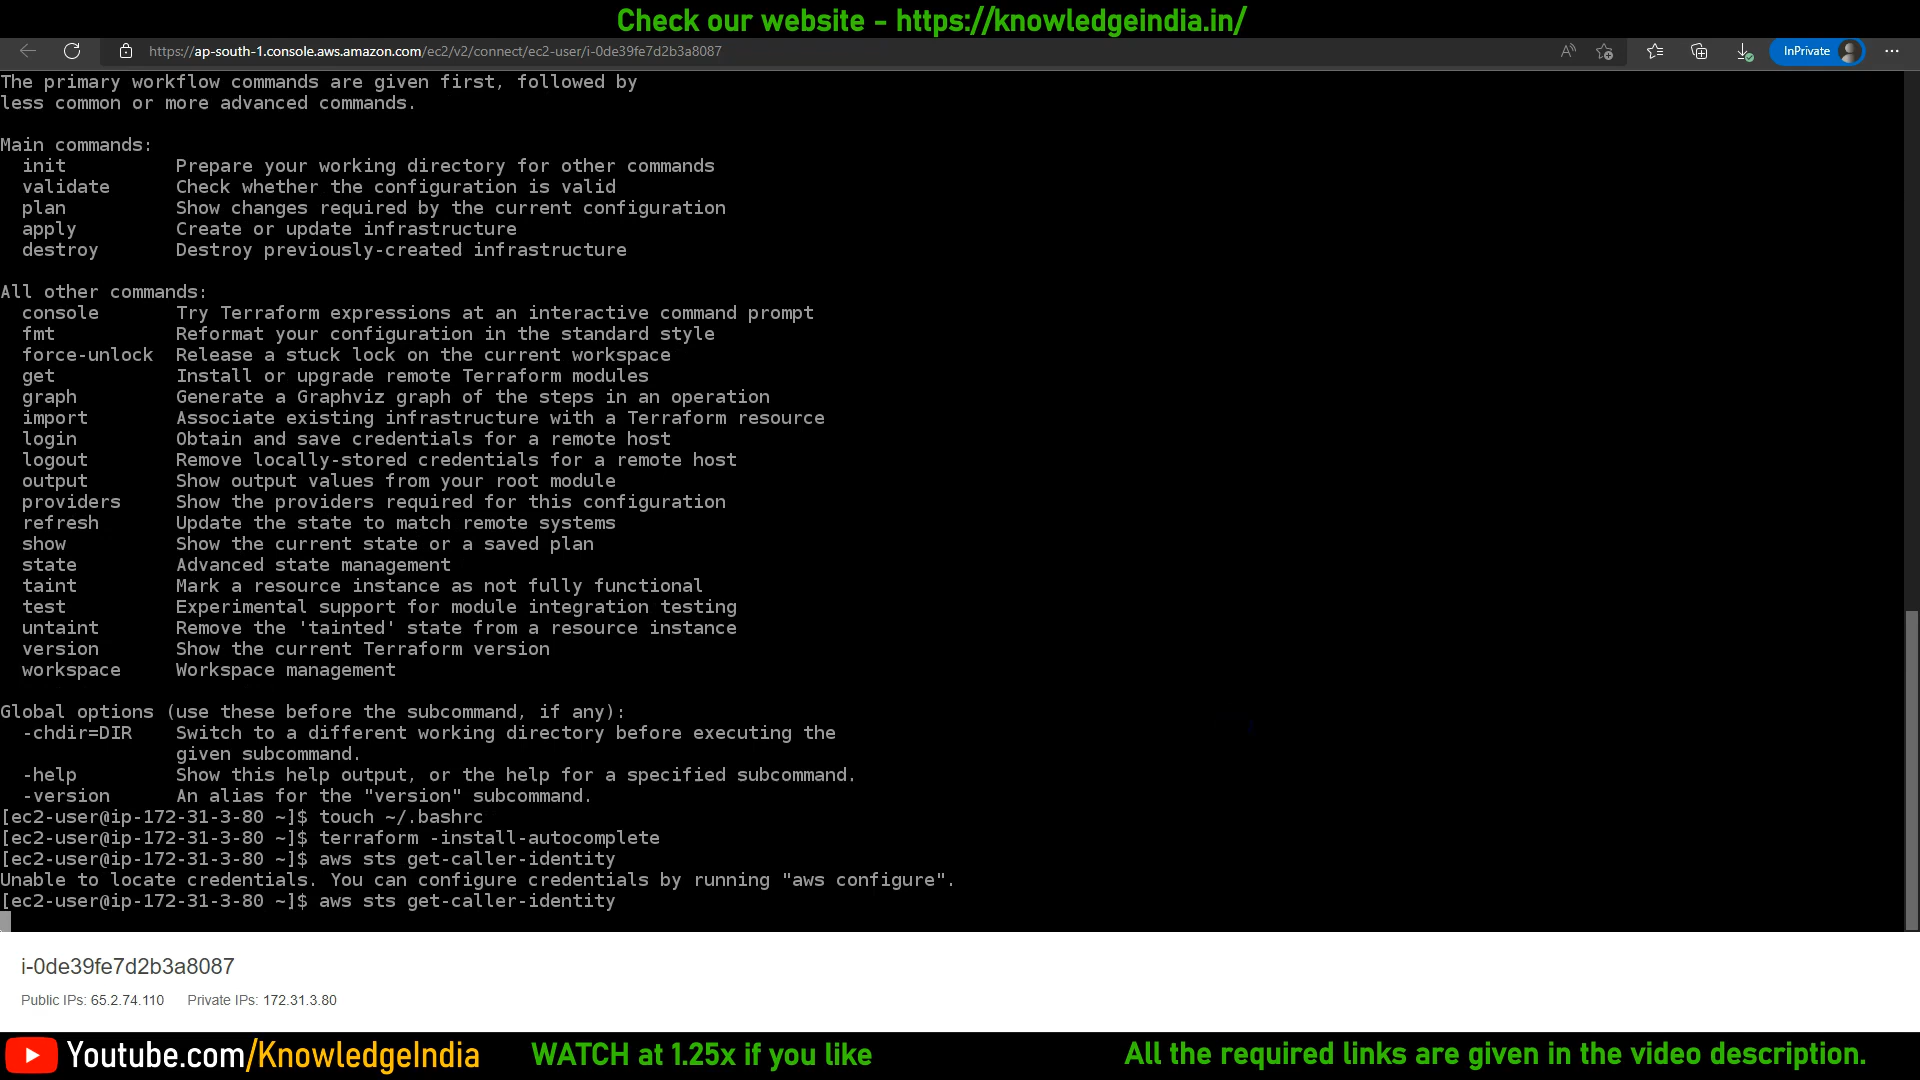 Check our website - https://knowledgeindia.in/
https://ap-south-1.console.aws.amazon.com/ec2/v2/connect/ec2-user/i-0de39fe7d2b3a8087
InPrivate
The primary workflow commands are given first, followed by
less common or more advanced commands.
Main commands:
init Prepare your working directory for other commands
validate Check whether the configuration is valid
plan Show changes required by the current configuration
apply Create or update infrastructure
destroy Destroy previously-created infrastructure
All other commands:
console Try Terraform expressions at an interactive command prompt
fmt Reformat your configuration in the standard style
force-unlock Release a stuck lock on the current workspace
get Install or upgrade remote Terraform modules
graph Generate a Graphviz graph of the steps in an operation
import Associate existing infrastructure with a Terraform resource
login Obtain and save credentials for a remote host
logout Remove locally-stored credentials for a remote host
output Show output values from your root module
providers Show the providers required for this configuration
refresh Update the state to match remote systems
show Show the current state or a saved plan
state Advanced state management
taint Mark a resource instance as not fully functional
test Experimental support for module integration testing
untaint Remove the 'tainted' state from a resource instance
version Show the current Terraform version
workspace Workspace management
Global options (use these before the subcommand, if any):
-chdir=DIR Switch to a different working directory before executing the
given subcommand.
-help Show this help output, or the help for a specified subcommand.
-version An alias for the "version" subcommand.
[ec2-user@ip-172-31-3-80 ~]$ touch ~/.bashrc
[ec2-user@ip-172-31-3-80 ~]$ terraform -install-autocomplete
[ec2-user@ip-172-31-3-80 ~]$ aws sts get-caller-identity
Unable to locate credentials. You can configure credentials by running "aws configure".
[ec2-user@ip-172-31-3-80 ~]$ aws sts get-caller-identity
i-0de39fe7d2b3a8087
Public IPs: 65.2.74.110 Private IPs: 172.31.3.80
Youtube.com/KnowledgeIndia WATCH at 1.25x if you like All the required links are given in the video description.